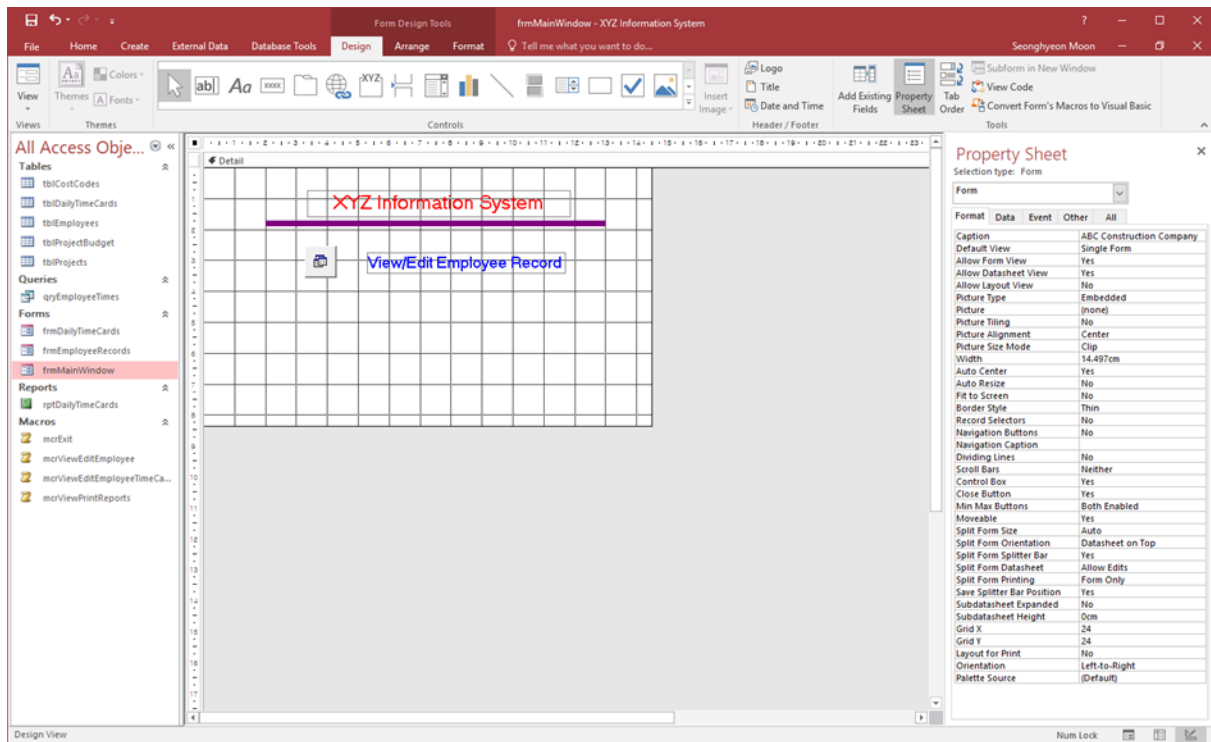 Form Design Tools
frmMainWindow - XYZ Information System
?
File Home Create External Data Database Tools Design Arrange Format Tell me what you want to do... Seonghyeon Moon
View
Themes
Colors
Fonts
ab|
Aa
xxxx
XYZ
Insert Image
Logo
Title
Date and Time
Add Existing Fields
Property Sheet
Tab Order
Subform in New Window
View Code
Convert Form's Macros to Visual Basic
Views Themes Controls Header / Footer Tools
All Access Obje...
Tables
tblCostCodes
tblDailyTimeCards
tblEmployees
tblProjectBudget
tblProjects
Queries
qryEmployeeTimes
Forms
frmDailyTimeCards
frmEmployeeRecords
frmMainWindow
Reports
rptDailyTimeCards
Macros
mcrExit
mcrViewEditEmployee
mcrViewEditEmployeeTimeCa...
mcrViewPrintReports
Detail
XYZ Information System
View/Edit Employee Record
Property Sheet
Selection type: Form
Form
Format Data Event Other All
Caption ABC Construction Company
Default View Single Form
Allow Form View Yes
Allow Datasheet View Yes
Allow Layout View No
Picture Type Embedded
Picture (none)
Picture Tiling No
Picture Alignment Center
Picture Size Mode Clip
Width 14.497cm
Auto Center Yes
Auto Resize No
Fit to Screen No
Border Style Thin
Record Selectors No
Navigation Buttons No
Navigation Caption
Dividing Lines No
Scroll Bars Neither
Control Box Yes
Close Button Yes
Min Max Buttons Both Enabled
Moveable Yes
Split Form Size Auto
Split Form Orientation Datasheet on Top
Split Form Splitter Bar Yes
Split Form Datasheet Allow Edits
Split Form Printing Form Only
Save Splitter Bar Position Yes
Subdatasheet Expanded No
Subdatasheet Height 0cm
Grid X 24
Grid Y 24
Layout for Print No
Orientation Left-to-Right
Palette Source (Default)
Design View
Num Lock